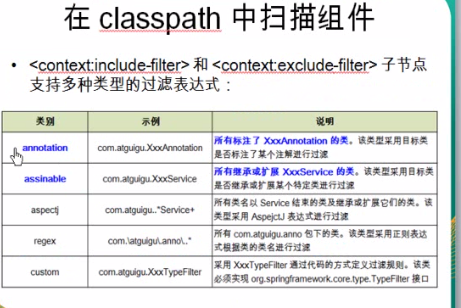 在 classpath 中扫描组件
• <context:include-filter> 和 <context:exclude-filter> 子节点
支持多种类型的过滤表达式：
类别 示例 说明
annotation com.atguigu.XxxAnnotation 所有标注了 XxxAnnotation 的类。该类型采用目标类
是否标注了某个注解进行过滤
assinable com.atguigu.XxxService 所有继承或扩展 XxxService 的类。该类型采用目标类
是否继承或扩展某个特定类进行过滤
aspectj com.atguigu..*Service+ 所有类名以 Service 结束的类及继承或扩展它们的类。该
类型采用 AspejctJ 表达式进行过滤
regex com.\atguigu\.anno\..* 所有 com.atguigu.anno 包下的类。该类型采用正则表达
式根据类的类名进行过滤
custom com.atguigu.XxxTypeFilter 采用 XxxTypeFilter 通过代码的方式定义过滤规则。该类
必须实现 org.springframework.core.type.TypeFilter 接口